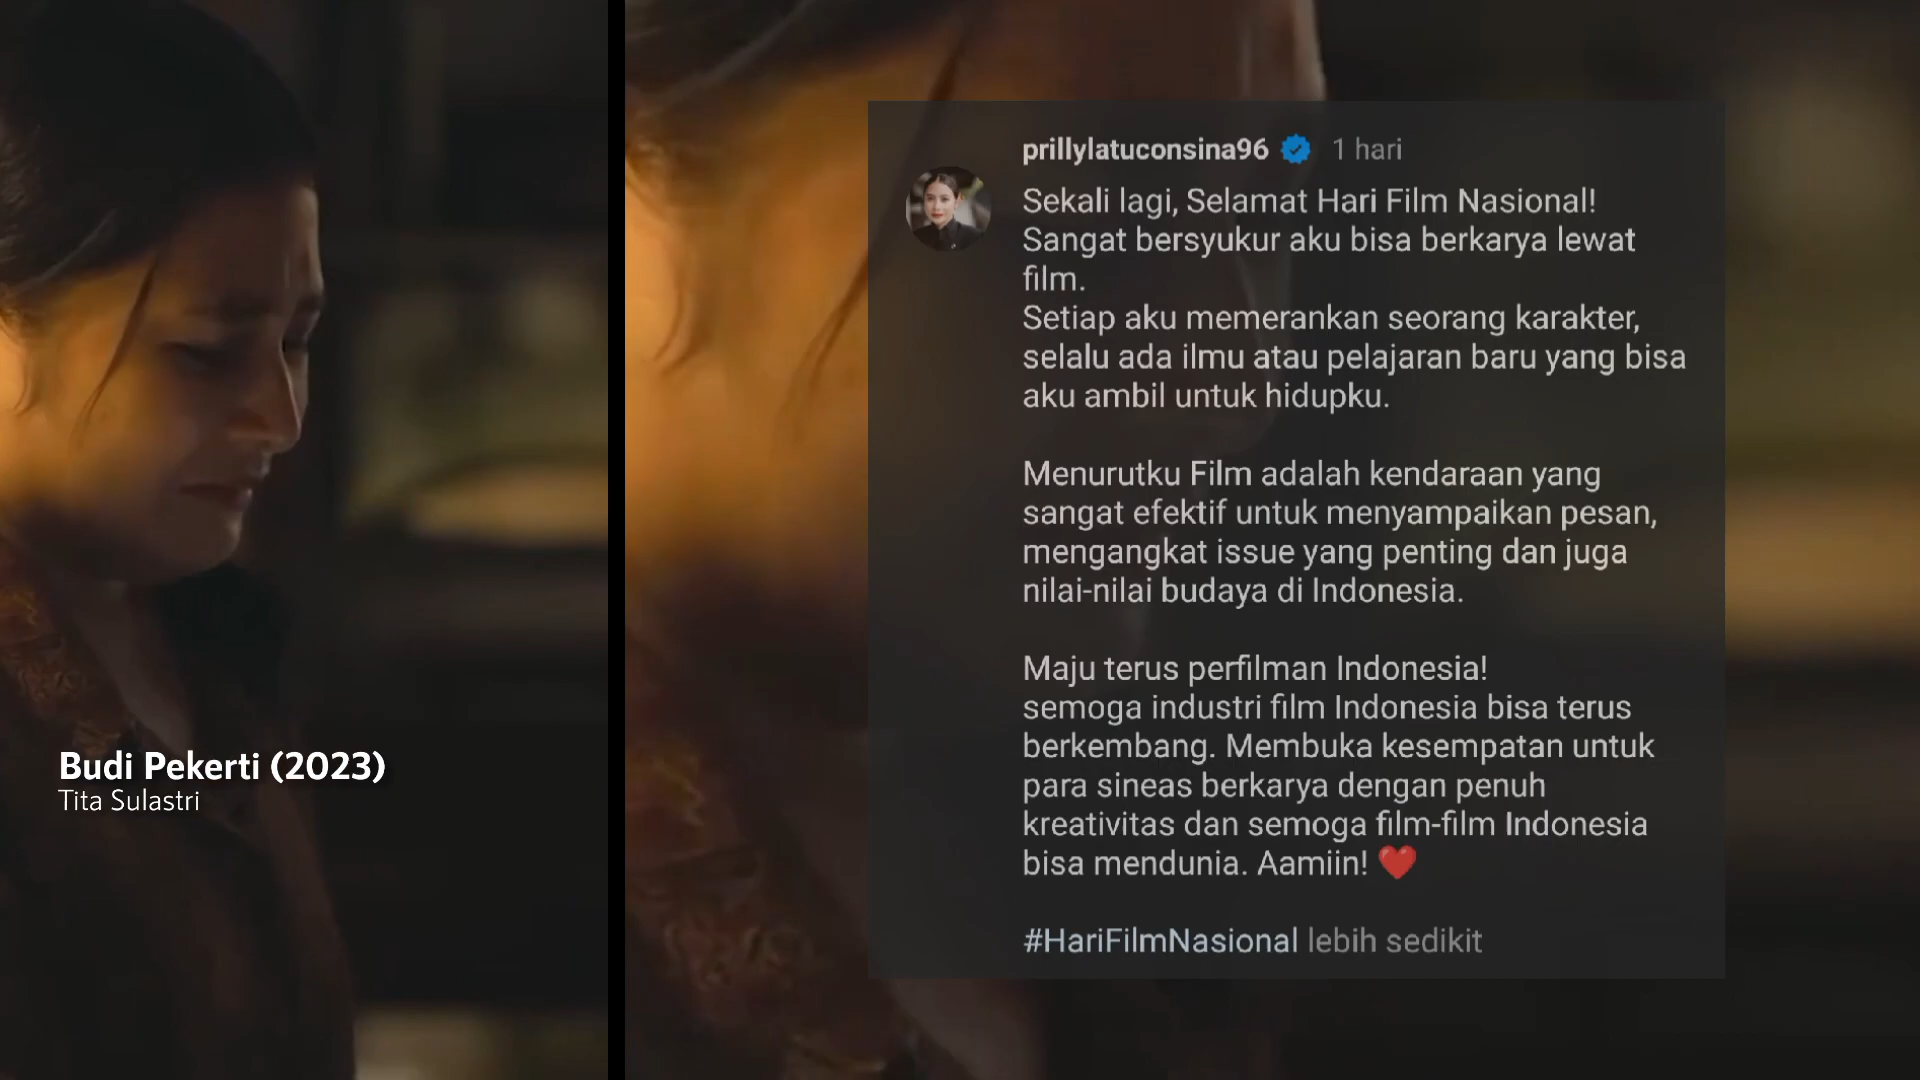 Budi Pekerti (2023)
Tita Sulastri
prillylatuconsina96 1 hari
Sekali lagi, Selamat Hari Film Nasional!
Sangat bersyukur aku bisa berkarya lewat
film.
Setiap aku memerankan seorang karakter,
selalu ada ilmu atau pelajaran baru yang bisa
aku ambil untuk hidupku.
Menurutku Film adalah kendaraan yang
sangat efektif untuk menyampaikan pesan,
mengangkat issue yang penting dan juga
nilai-nilai budaya di Indonesia.
Maju terus perfilman Indonesia!
semoga industri film Indonesia bisa terus
berkembang. Membuka kesempatan untuk
para sineas berkarya dengan penuh
kreativitas dan semoga film-film Indonesia
bisa mendunia. Aamiin! ❤️
#HariFilmNasional lebih sedikit